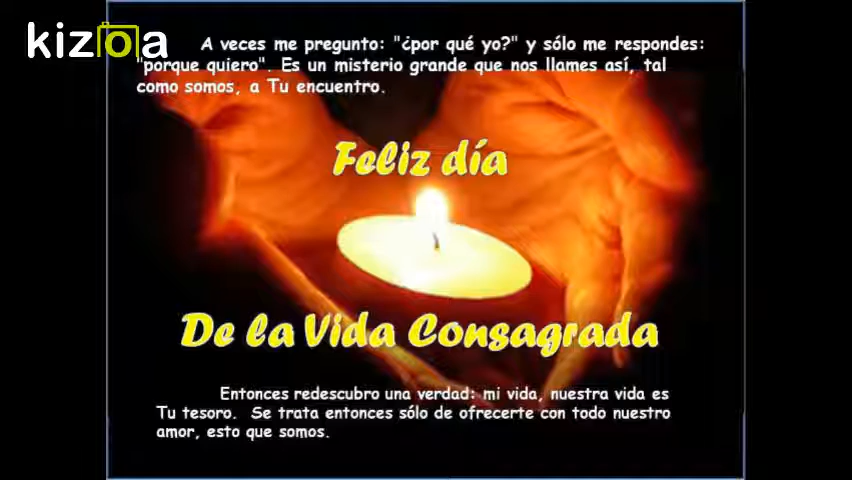 kizoa
A veces me pregunto: "¿por qué yo?" y sólo me respondes:
"porque quiero". Es un misterio grande que nos llames así, tal
como somos, a Tu encuentro.
Feliz día
De la Vida Consagrada
Entonces redescubro una verdad: mi vida, nuestra vida es
Tu tesoro. Se trata entonces sólo de ofrecerte con todo nuestro
amor, esto que somos.